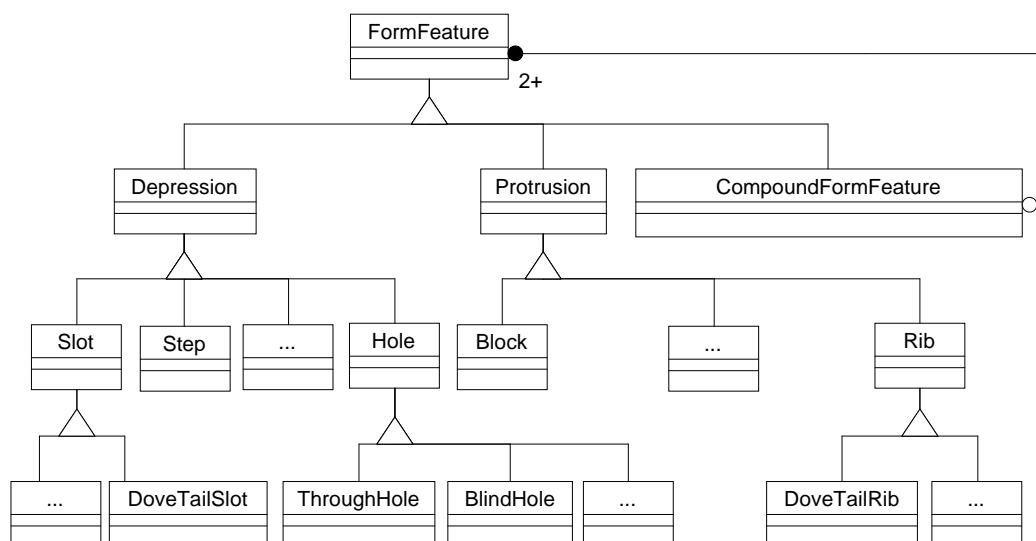 FormFeature
2+
Depression
Protrusion
CompoundFormFeature
Slot
Step
...
Hole
Block
...
Rib
...
DoveTailSlot
ThroughHole
BlindHole
...
DoveTailRib
...